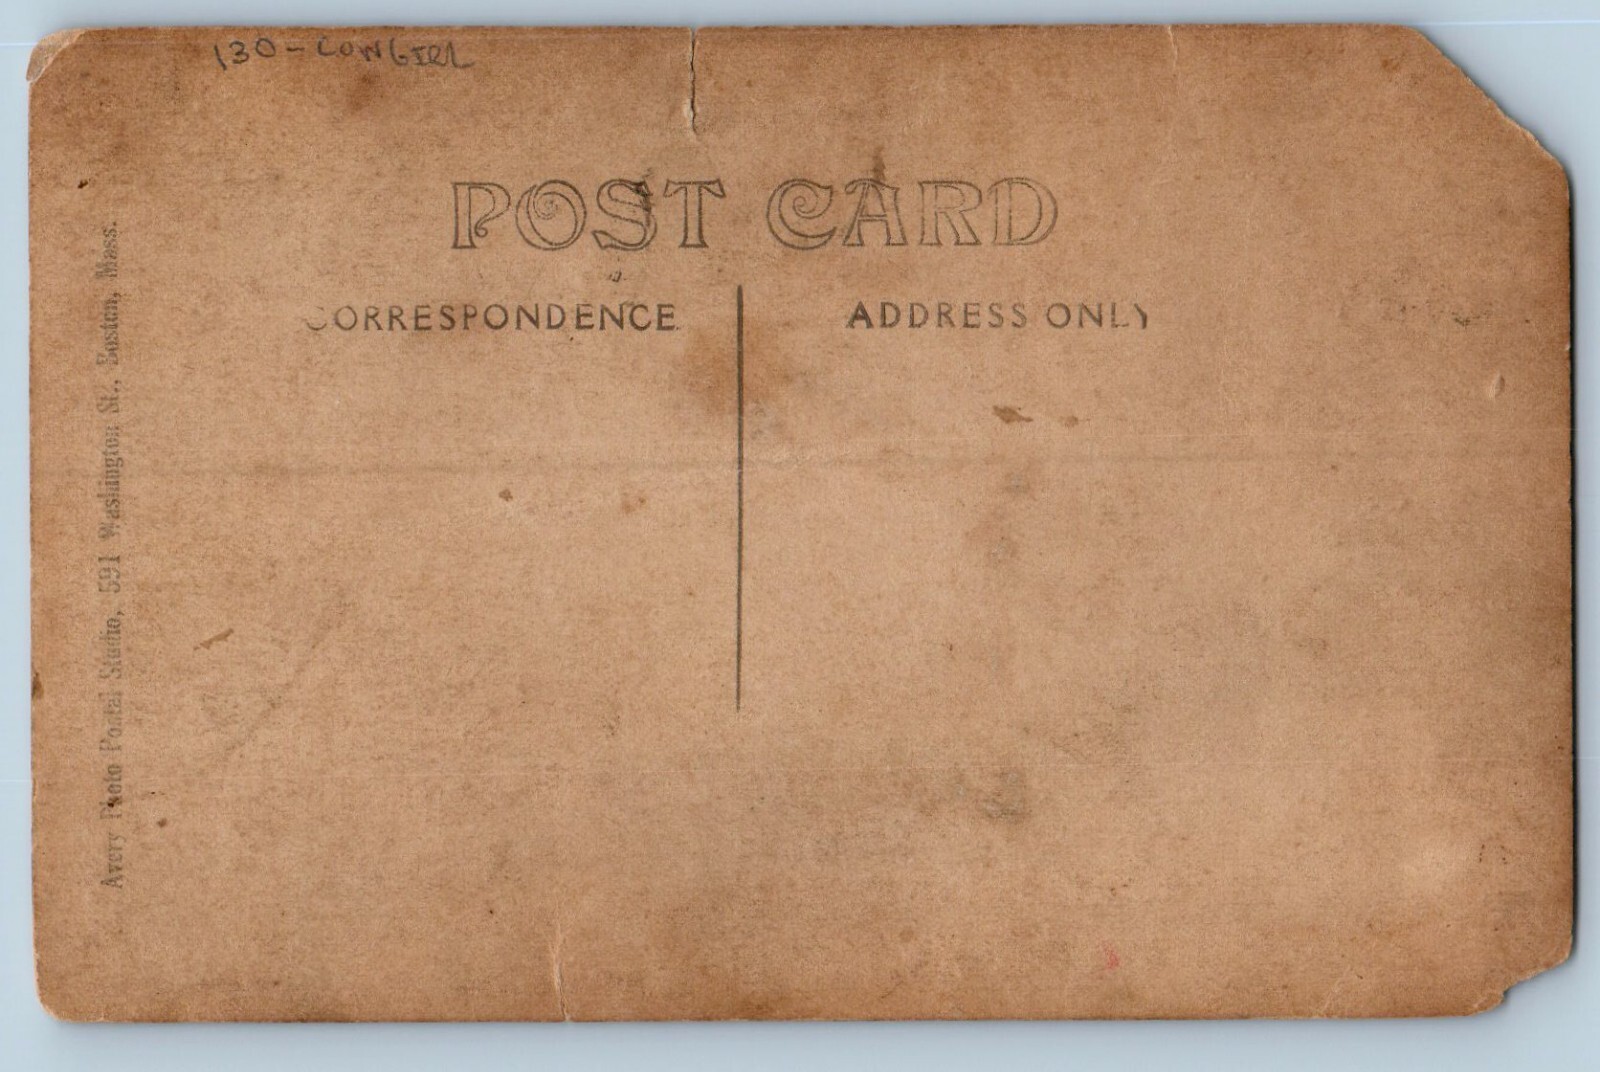 130-COWGIRL
POST CARD
CORRESPONDENCE
ADDRESS ONLY
Avery Photo Postal Studio, 591 Washington St., Boston, Mass.